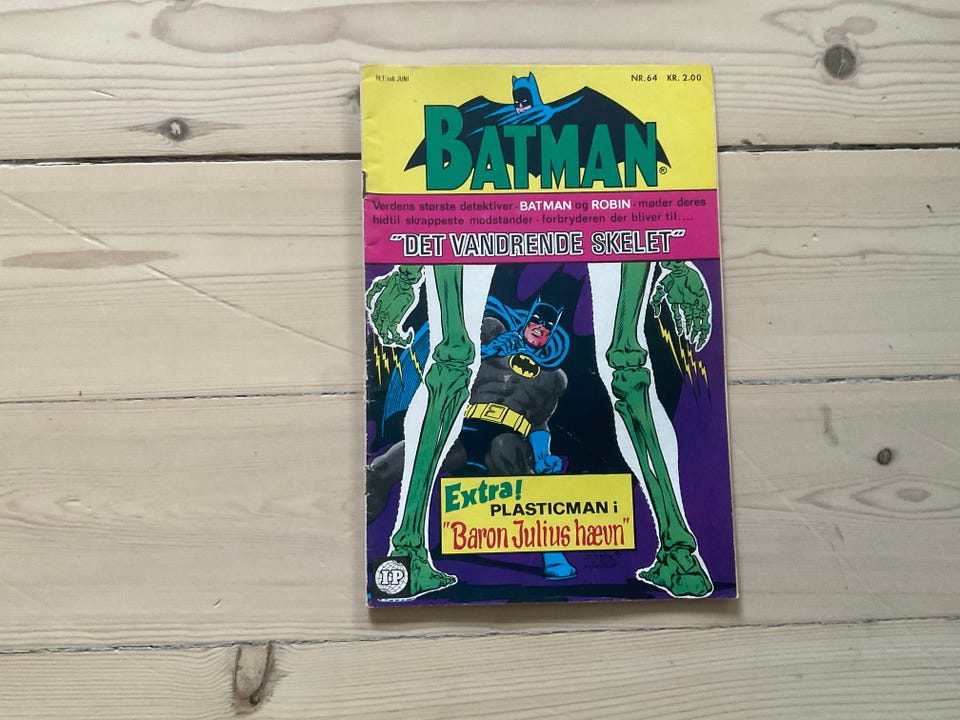 NR.64 KR. 2.00
BATMAN®
Verdens største detektiver - BATMAN og ROBIN - møder deres
hidtil skrappeste modstander - forbryderen der bliver til....
"DET VANDRENDE SKELET"
Extra!
PLASTICMAN i
"Baron Julius hævn"
I·P